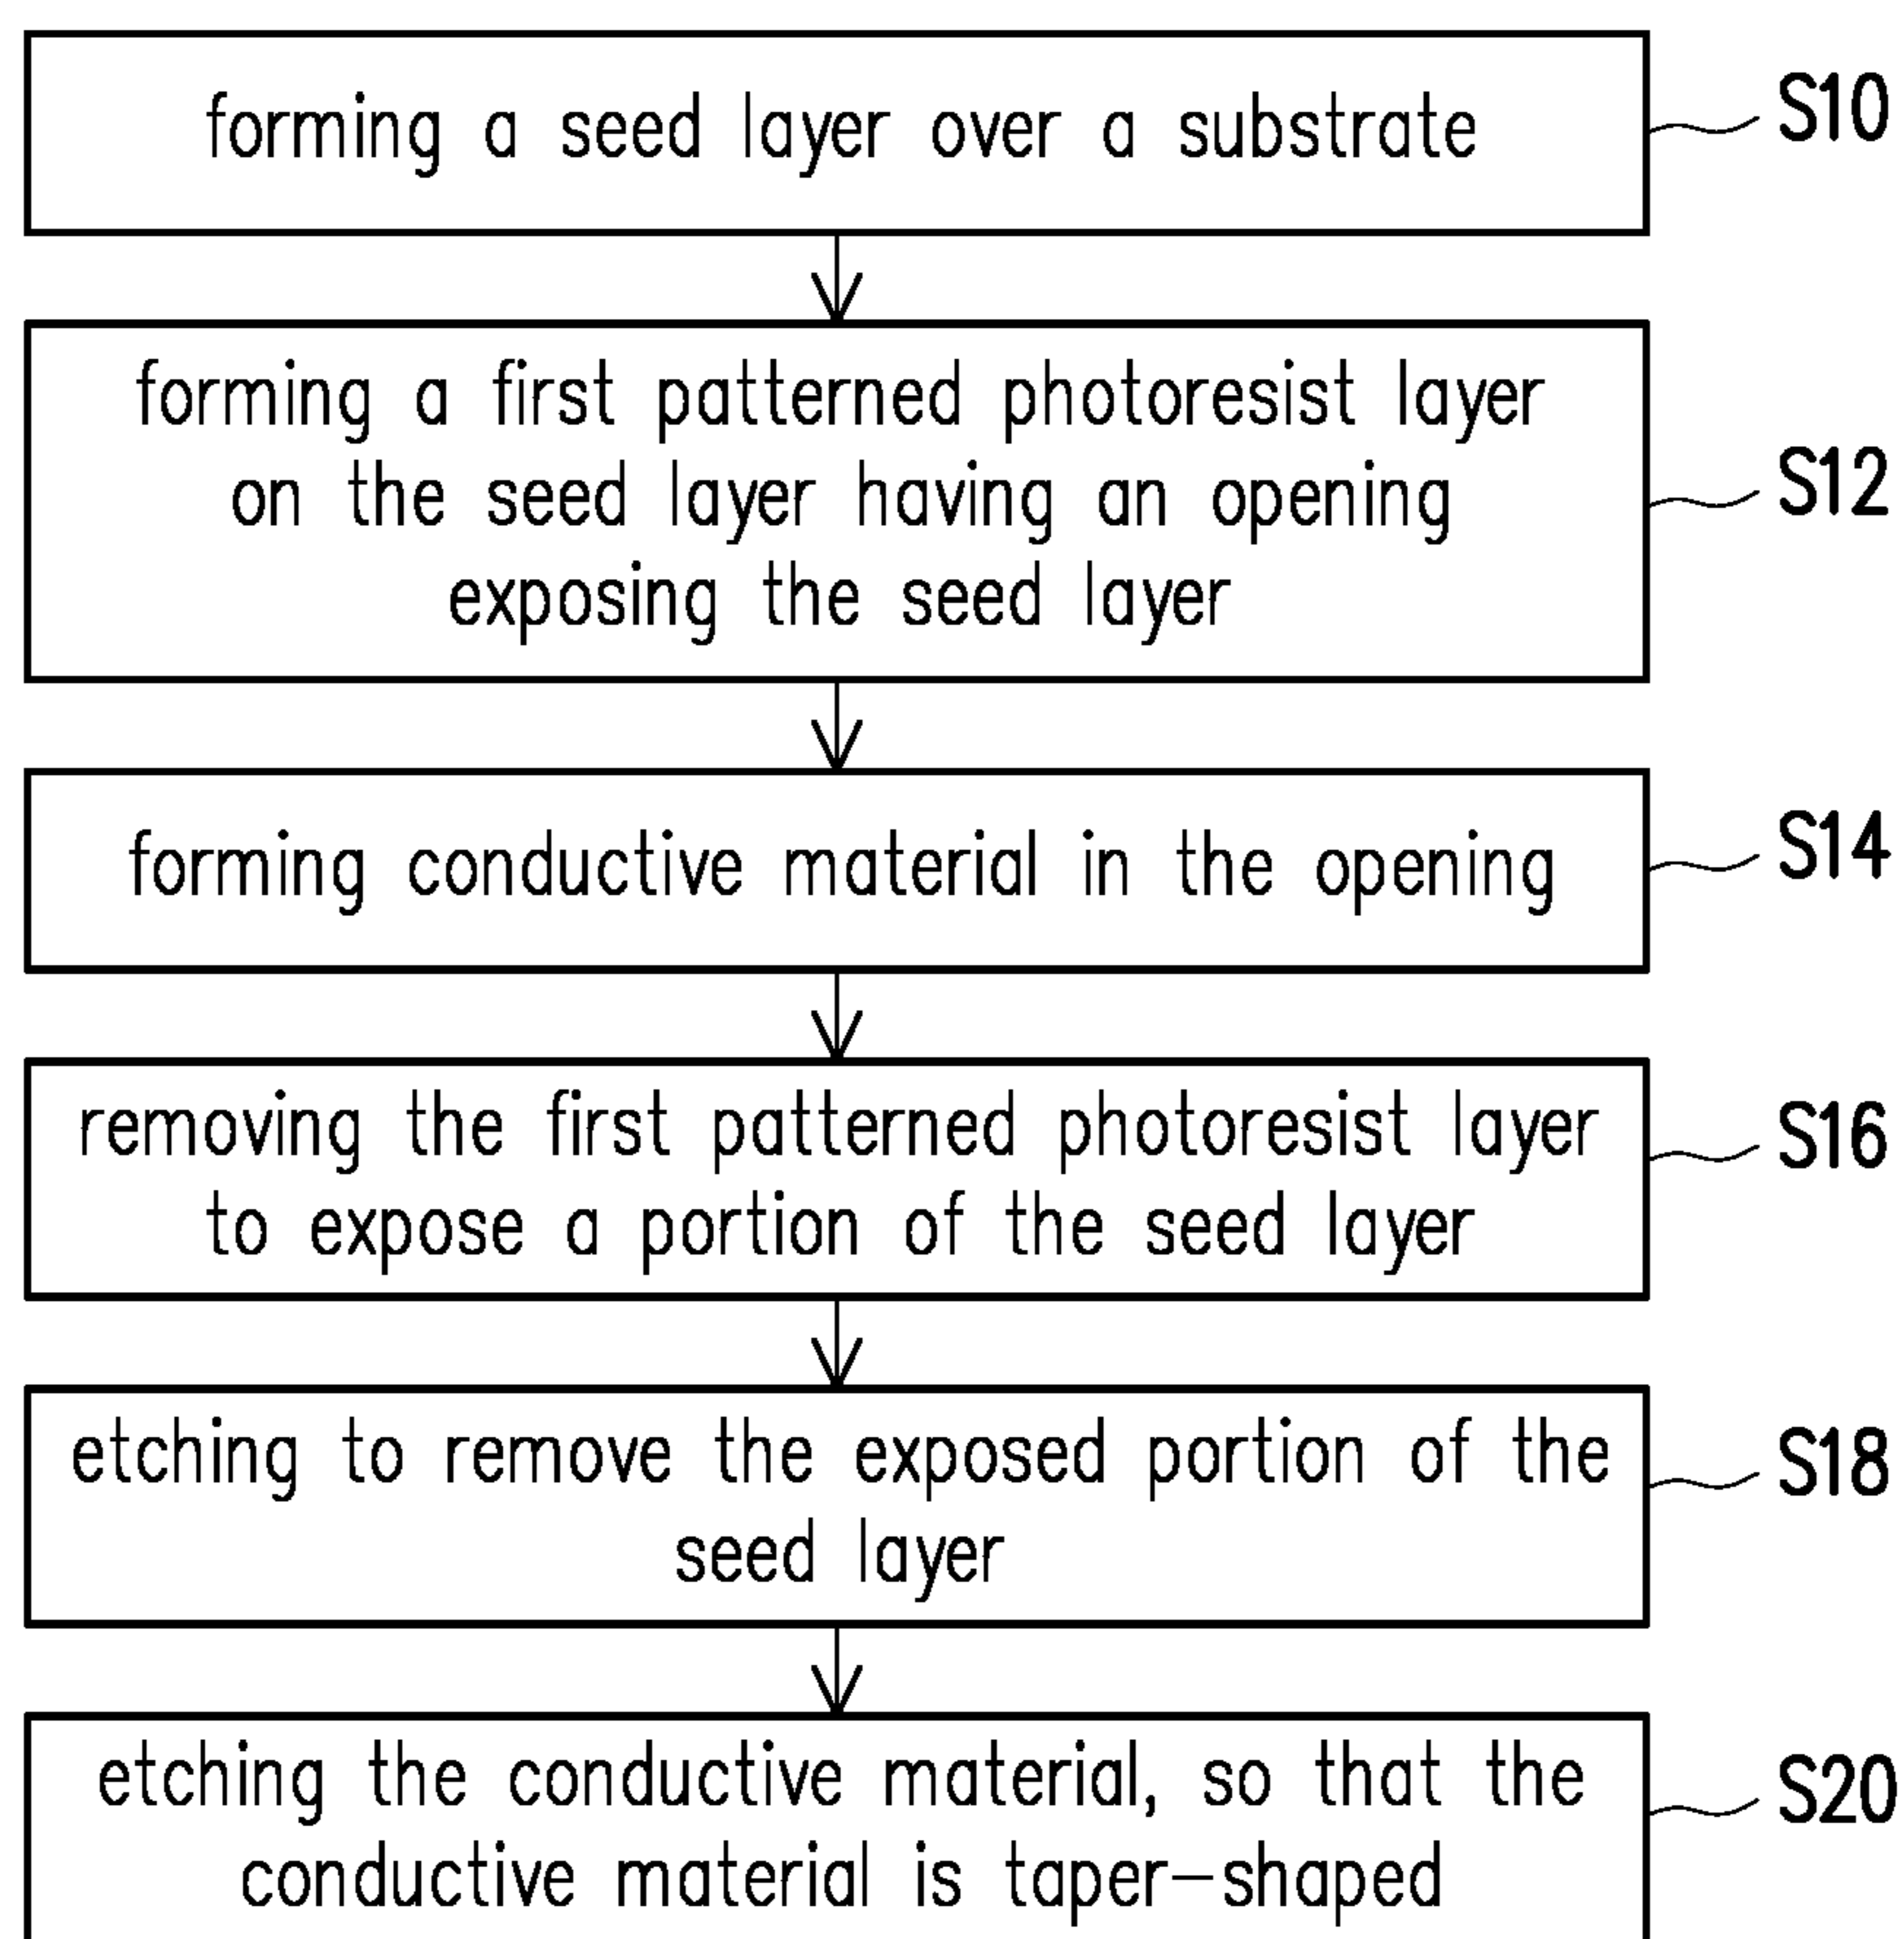 forming a seed layer over a substrate
S10
forming a first patterned photoresist layer
on the seed layer having an opening
exposing the seed layer
S12
forming conductive material in the opening
S14
removing the first patterned photoresist layer
to expose a portion of the seed layer
S16
etching to remove the exposed portion of the
seed layer
S18
etching the conductive material, so that the
conductive material is taper-shaped
S20